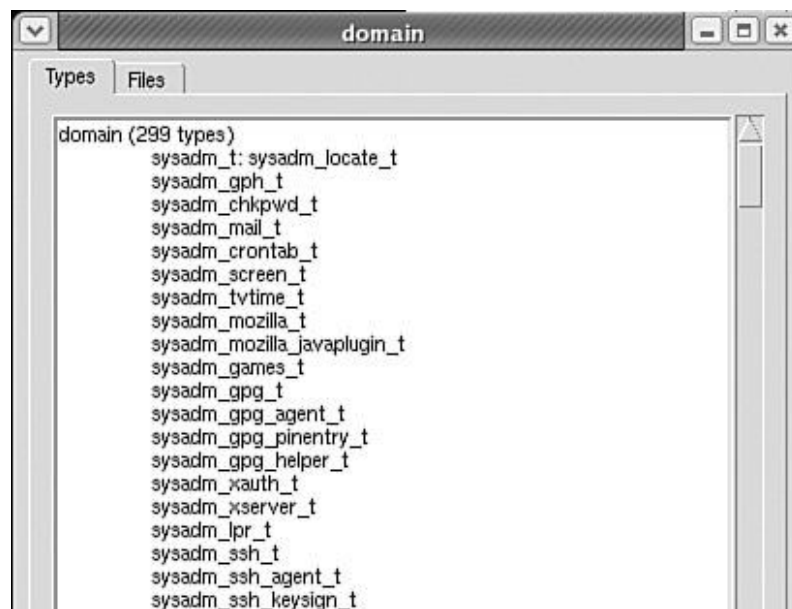 domain
Types Files
domain (299 types)
sysadm_t: sysadm_locate_t
sysadm_gph_t
sysadm_chkpwd_t
sysadm_mail_t
sysadm_crontab_t
sysadm_screen_t
sysadm_tvtime_t
sysadm_mozilla_t
sysadm_mozilla_javaplugin_t
sysadm_games_t
sysadm_gpg_t
sysadm_gpg_agent_t
sysadm_gpg_pinentry_t
sysadm_gpg_helper_t
sysadm_xauth_t
sysadm_xserver_t
sysadm_lpr_t
sysadm_ssh_t
sysadm_ssh_agent_t
sysadm_ssh_keysign_t